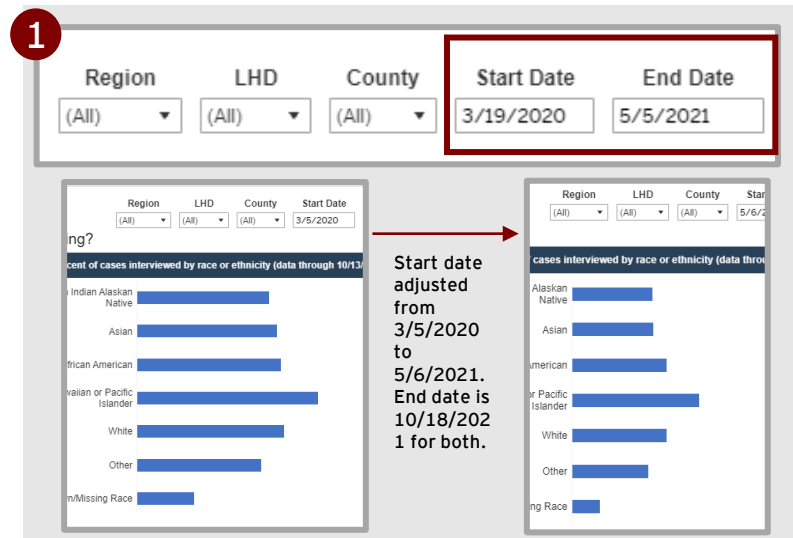 1
Region LHD County Start Date End Date
(All) (All) (All) 3/19/2020 5/5/2021
Region LHD County Start Date
(All) (All) (All) 3/5/2020
ing?
cent of cases interviewed by race or ethnicity (data through 10/13/
n Indian Alaskan
Native
Asian
frican American
waiian or Pacific
Islander
White
Other
n/Missing Race
Start date
adjusted
from
3/5/2020
to
5/6/2021.
End date is
10/18/202
1 for both.
Region LHD County Star
(All) (All) (All) 5/6/2
cases interviewed by race or ethnicity (data throu
Alaskan
Native
Asian
American
or Pacific
Islander
White
Other
ng Race